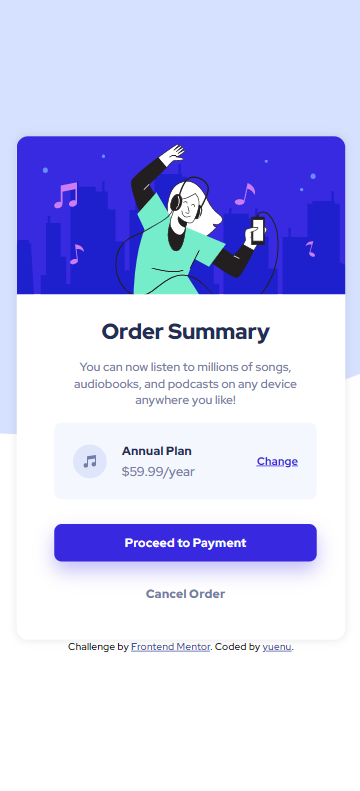 Order Summary
You can now listen to millions of songs,
audiobooks, and podcasts on any device
anywhere you like!
Annual Plan
$59.99/year
Change
Proceed to Payment
Cancel Order
Challenge by Frontend Mentor. Coded by yuenu.